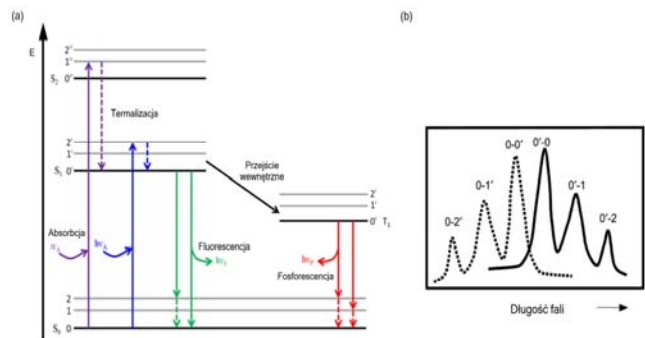 (a)
E
2''
1''
S₂ 0''
Termalizacja
2'
1'
S₁ 0'
Przejście
wewnętrzne
2'
1'
0' T₁
Absorbcja
hνₐ
hνₐ
Fluorescencja
hν_F
hν_P
Fosforescencja
2
1
S₀ 0
(b)
0-2'
0-1'
0-0'
0'-0
0'-1
0'-2
Długość fali